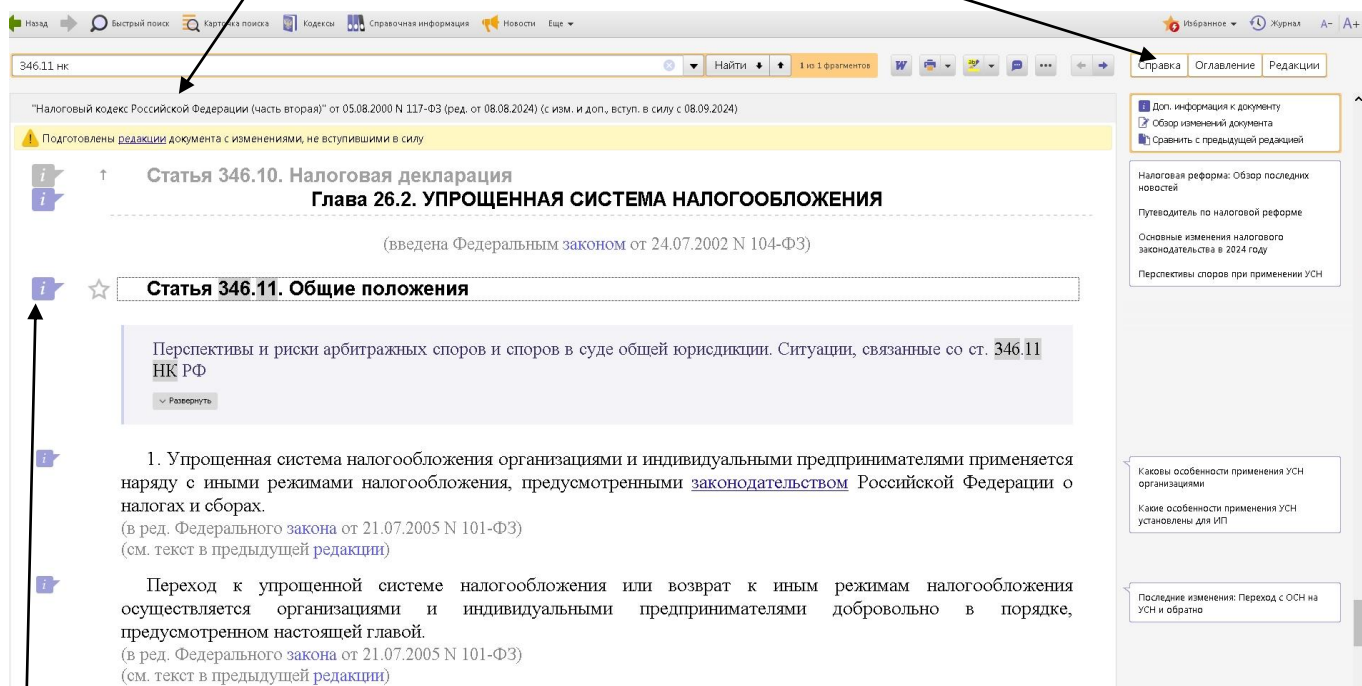 Назад Быстрый поиск Карточка поиска Кодексы Справочная информация Новости Еще Избранное Журнал A- A+
346.11 нк Найти 1 из 1 фрагментов W ... Справка Оглавление Редакции
"Налоговый кодекс Российской Федерации (часть вторая)" от 05.08.2000 N 117-ФЗ (ред. от 08.08.2024) (с изм. и доп., вступ. в силу с 08.09.2024)
Подготовлены редакции документа с изменениями, не вступившими в силу
Статья 346.10. Налоговая декларация
Глава 26.2. УПРОЩЕННАЯ СИСТЕМА НАЛОГООБЛОЖЕНИЯ
(введена Федеральным законом от 24.07.2002 N 104-ФЗ)
Статья 346.11. Общие положения
Перспективы и риски арбитражных споров и споров в суде общей юрисдикции. Ситуации, связанные со ст. 346.11
НК РФ
Развернуть
1. Упрощенная система налогообложения организациями и индивидуальными предпринимателями применяется
наряду с иными режимами налогообложения, предусмотренными законодательством Российской Федерации о
налогах и сборах.
(в ред. Федерального закона от 21.07.2005 N 101-ФЗ)
(см. текст в предыдущей редакции)
Переход к упрощенной системе налогообложения или возврат к иным режимам налогообложения
осуществляется организациями и индивидуальными предпринимателями добровольно в порядке,
предусмотренном настоящей главой.
(в ред. Федерального закона от 21.07.2005 N 101-ФЗ)
(см. текст в предыдущей редакции)
Доп. информация к документу
Обзор изменений документа
Сравнить с предыдущей редакцией
Налоговая реформа: Обзор последних
новостей
Путеводитель по налоговой реформе
Основные изменения налогового
законодательства в 2024 году
Перспективы споров при применении УСН
Каковы особенности применения УСН
организациями
Какие особенности применения УСН
установлены для ИП
Последние изменения: Переход с ОСН на
УСН и обратно